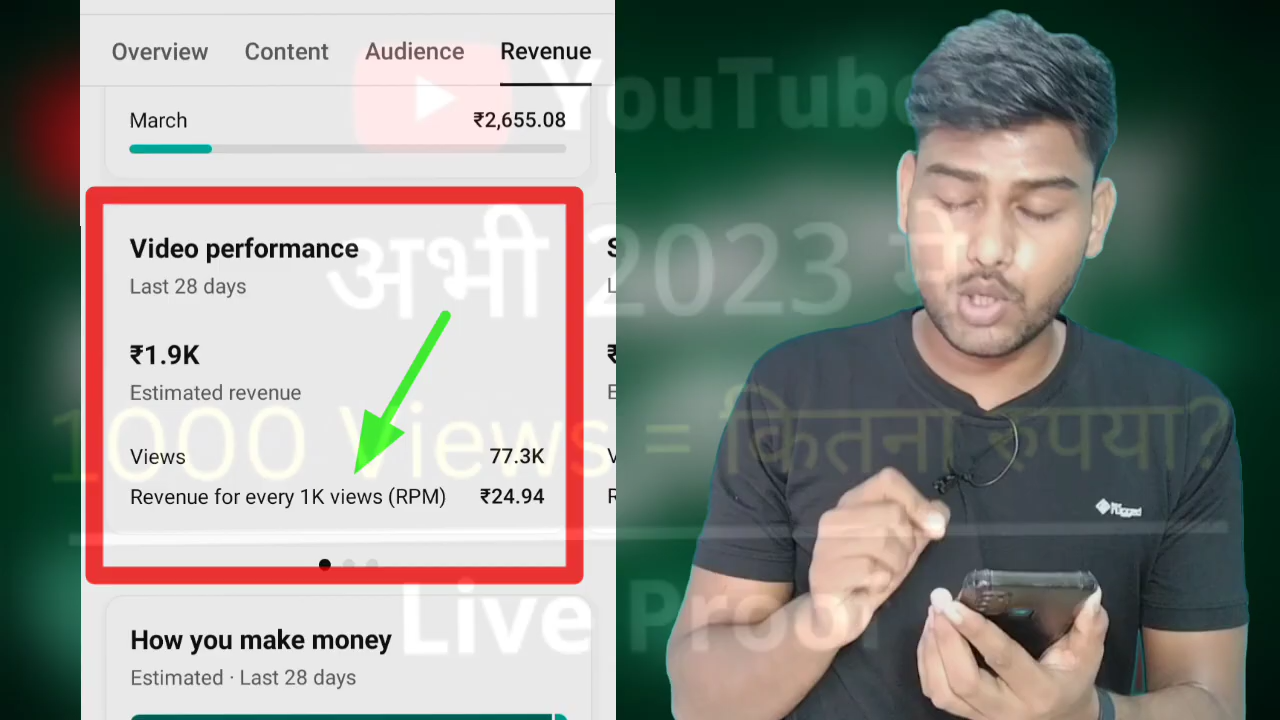 Overview Content Audience Revenue
March ₹2,655.08
YouTube
Video performance
Last 28 days
अभी 2023 में
₹1.9K
Estimated revenue
1000 Views = कितना रुपया?
Views 77.3K
Revenue for every 1K views (RPM) ₹24.94
Live Proof
How you make money
Estimated · Last 28 days